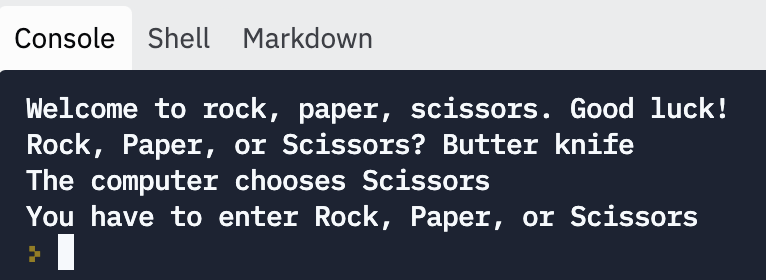 Console Shell Markdown
Welcome to rock, paper, scissors. Good luck!
Rock, Paper, or Scissors? Butter knife
The computer chooses Scissors
You have to enter Rock, Paper, or Scissors
>